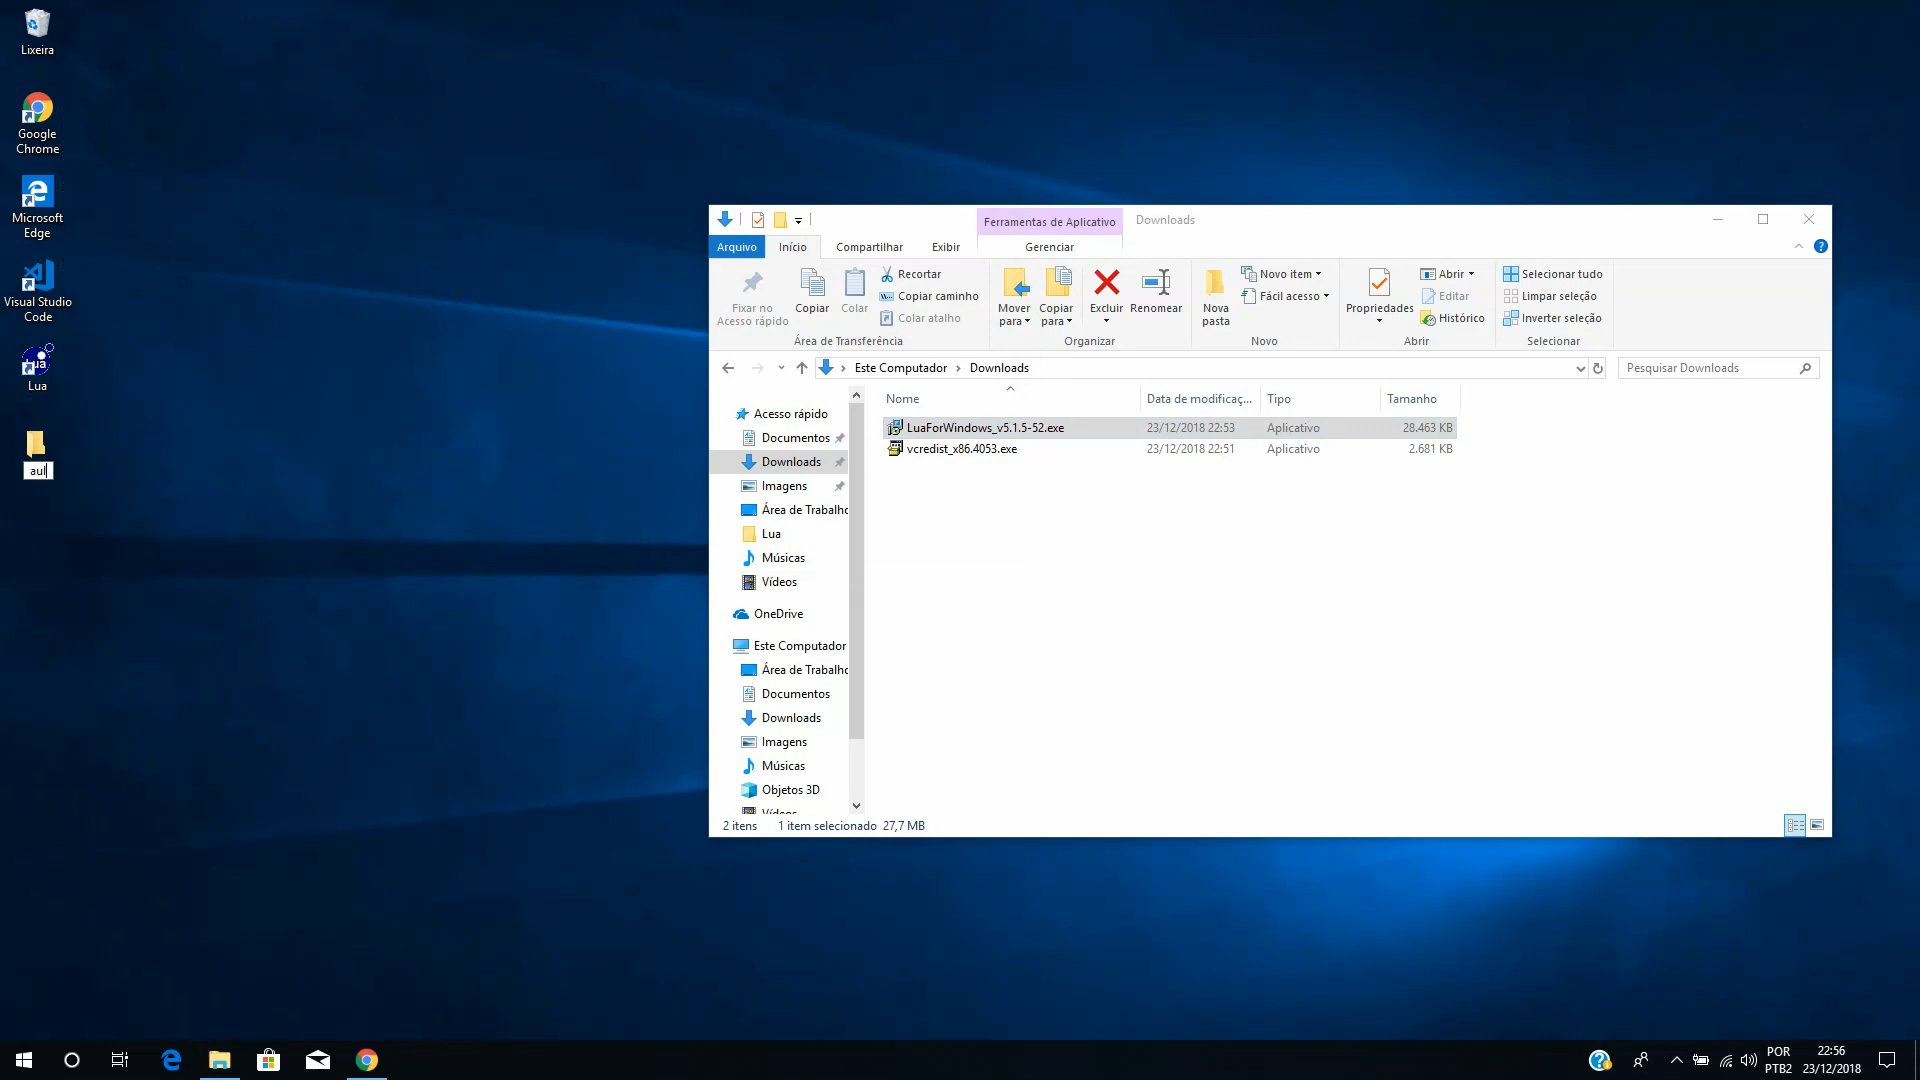 Lixeira
Google
Chrome
Microsoft
Edge
Visual Studio
Code
Lua
Lua
aul
Ferramentas de Aplicativo
Downloads
Arquivo
Início
Compartilhar
Exibir
Gerenciar
Fixar no
Acesso rápido
Copiar
Colar
Recortar
Copiar caminho
Colar atalho
Área de Transferência
Mover
para
Copiar
para
Excluir
Renomear
Organizar
Nova
pasta
Novo item
Fácil acesso
Novo
Propriedades
Abrir
Editar
Histórico
Abrir
Selecionar tudo
Limpar seleção
Inverter seleção
Selecionar
Este Computador > Downloads
Pesquisar Downloads
Nome
Data de modificaç...
Tipo
Tamanho
LuaForWindows_v5.1.5-52.exe 23/12/2018 22:53 Aplicativo 28.463 KB
vcredist_x86.4053.exe 23/12/2018 22:51 Aplicativo 2.681 KB
Acesso rápido
Documentos
Downloads
Imagens
Área de Trabalho
Lua
Músicas
Vídeos
OneDrive
Este Computador
Área de Trabalho
Documentos
Downloads
Imagens
Músicas
Objetos 3D
Vídeos
2 itens 1 item selecionado 27,7 MB
POR
PTB2
22:56
23/12/2018